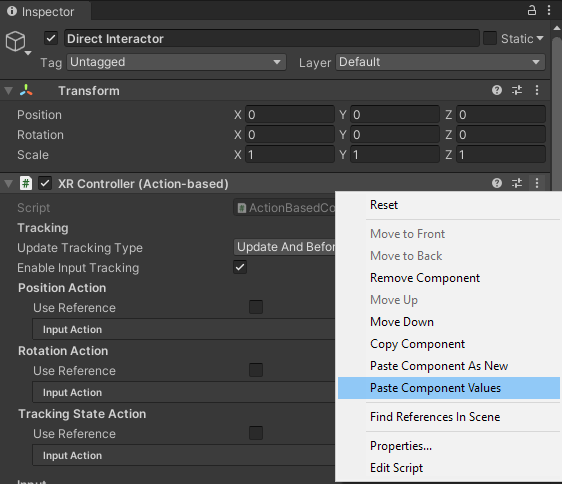 Inspector
Direct Interactor
Static
Tag Untagged Layer Default
Transform
Position X 0 Y 0 Z 0
Rotation X 0 Y 0 Z 0
Scale X 1 Y 1 Z 1
# XR Controller (Action-based)
Script # ActionBasedCo
Tracking
Update Tracking Type Update And Befor
Enable Input Tracking
Position Action
Use Reference
Input Action
Rotation Action
Use Reference
Input Action
Tracking State Action
Use Reference
Input Action
Input
Reset
Move to Front
Move to Back
Remove Component
Move Up
Move Down
Copy Component
Paste Component As New
Paste Component Values
Find References In Scene
Properties...
Edit Script